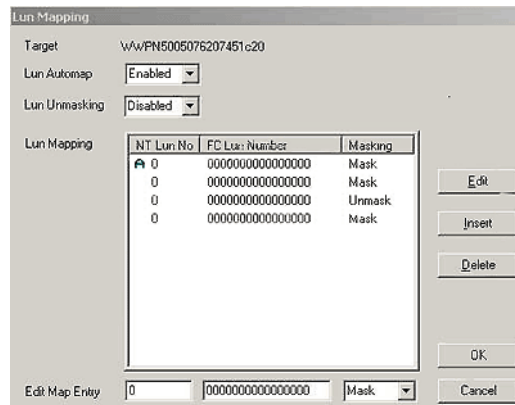 Lun Mapping
Target WWPN5005076207451c20
Lun Automap Enabled
Lun Unmasking Disabled
Lun Mapping
NT Lun No FC Lun Number Masking
A 0 0000000000000000 Mask
0 0000000000000000 Mask
0 0000000000000000 Unmask
0 0000000000000000 Mask
Edit
Insert
Delete
OK
Edit Map Entry 0 0000000000000000 Mask
Cancel